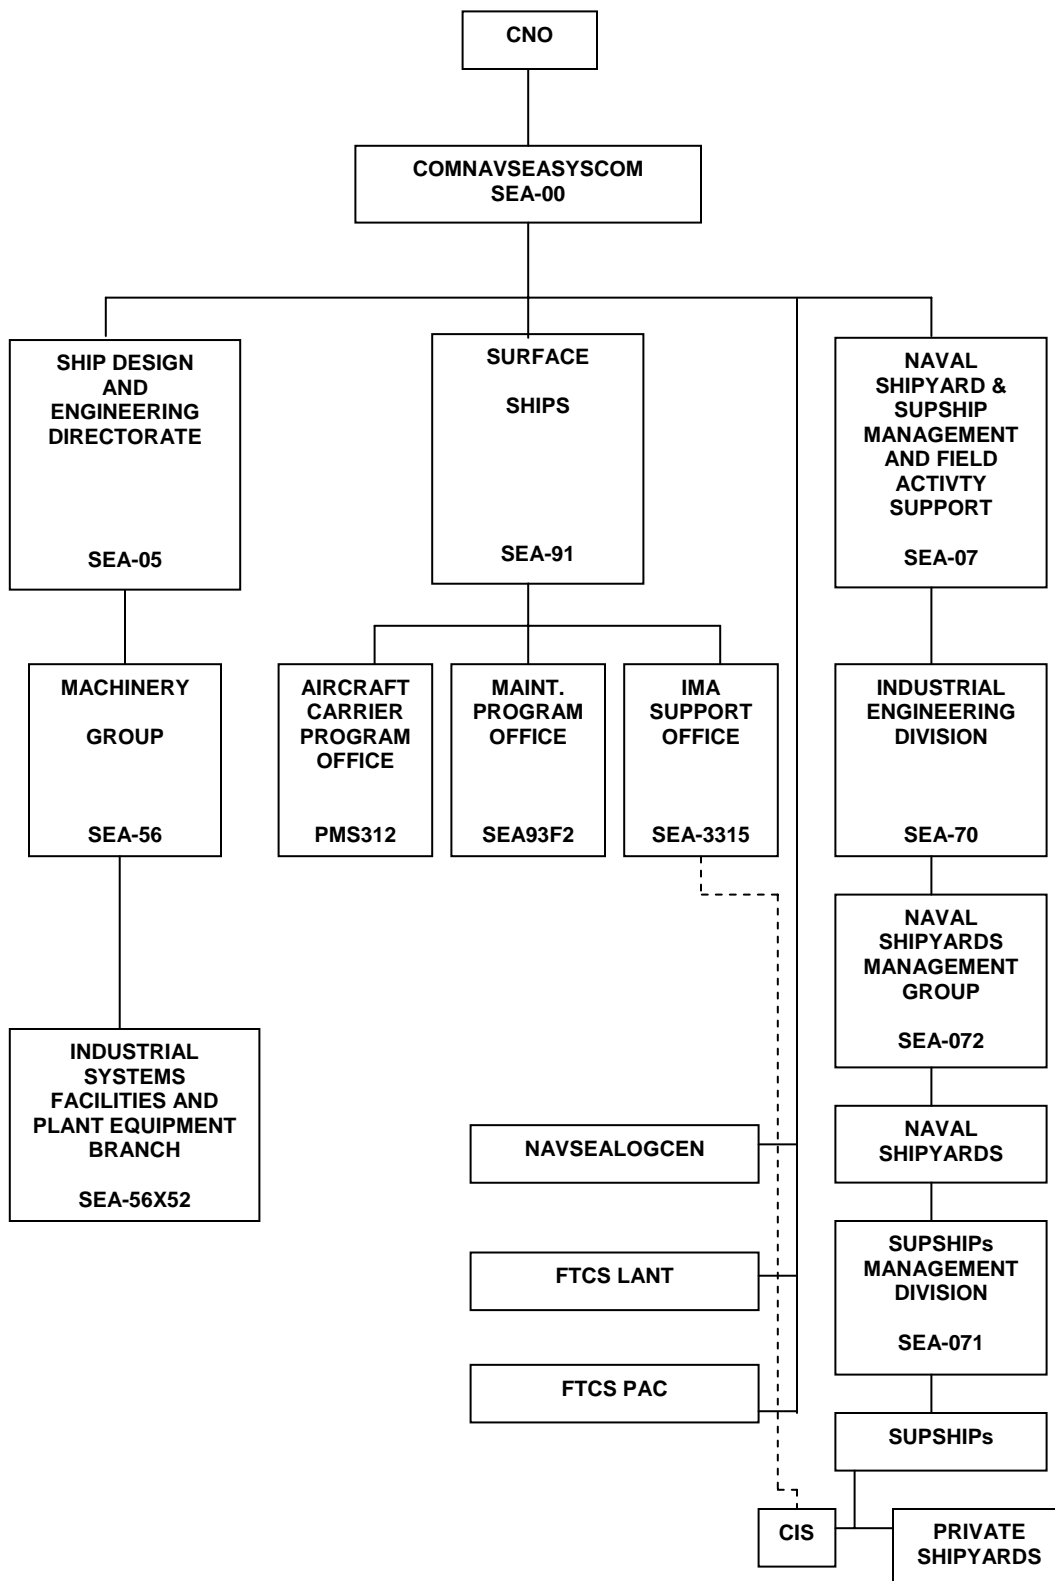 CNO
COMNAVSEASYSCOM
SEA-00
SHIP DESIGN
AND
ENGINEERING
DIRECTORATE
SEA-05
SURFACE
SHIPS
SEA-91
NAVAL
SHIPYARD &
SUPSHIP
MANAGEMENT
AND FIELD
ACTIVTY
SUPPORT
SEA-07
MACHINERY
GROUP
SEA-56
AIRCRAFT
CARRIER
PROGRAM
OFFICE
PMS312
MAINT.
PROGRAM
OFFICE
SEA93F2
IMA
SUPPORT
OFFICE
SEA-3315
INDUSTRIAL
ENGINEERING
DIVISION
SEA-70
NAVAL
SHIPYARDS
MANAGEMENT
GROUP
SEA-072
INDUSTRIAL
SYSTEMS
FACILITIES AND
PLANT EQUIPMENT
BRANCH
SEA-56X52
NAVSEALOGCEN
NAVAL
SHIPYARDS
FTCS LANT
SUPSHIPs
MANAGEMENT
DIVISION
SEA-071
FTCS PAC
SUPSHIPs
CIS
PRIVATE
SHIPYARDS